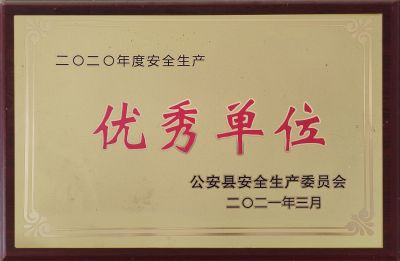 二〇二〇年度安全生产
优秀单位
公安县安全生产委员会
二〇二一年三月